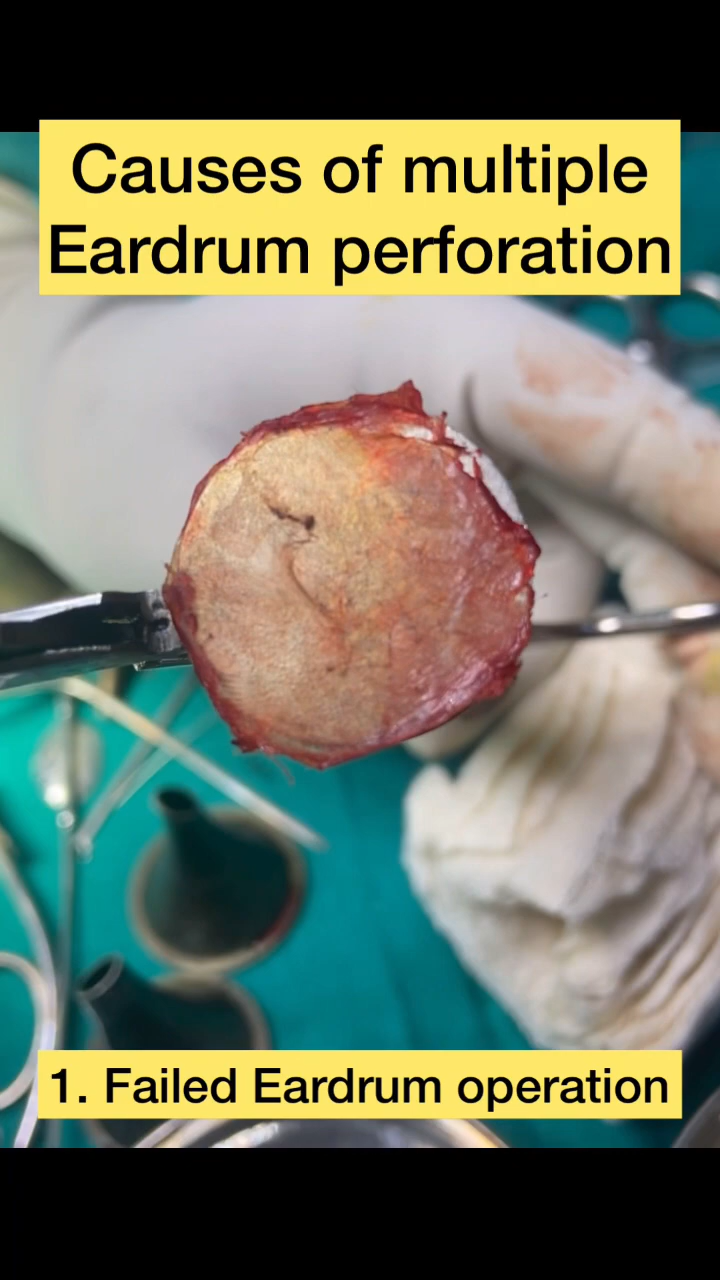 Causes of multiple
Eardrum perforation
1. Failed Eardrum operation